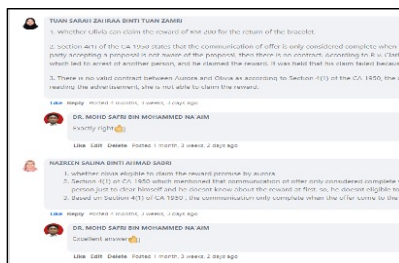 TUAN SARAH ZAHRAA BINTI TUAN ZAMRI
1. Whether Olivia can claim the reward of RM 200 for the return of the bracelet.
2. Section 4(1) of the CA 1950 states that the communication of offer is only considered complete when
party accepting a proposal is not aware of the proposal, then there is no contract. According to R v. Clark
which led to arrest of another person, and he claimed the reward. It was held that his claim failed because
3. There is no valid contract between Aurora and Olivia as according to Section 4(1) of the CA 1950, the
reading the advertisement, she is not able to claim the reward.
Like Reply Posted 4 months, 3 weeks, 3 days ago
DR. MOHD SAFRI BIN MOHAMMED NA AIM
Exactly right👍
Like Edit Delete Posted 1 month, 3 weeks, 2 days ago
NAZREEN SALINA BINTI AHMAD SABRI
1. whether olivia eligible to claim the reward promise by aurora
2. Section 4(1) of CA 1950 which mentioned that communication of offer only considered complete
person just to clear himself and he doesnt know about the reward at first, so, he doesnt eligible to
2. Based on Section 4(1) of CA 1950 , the communication only complete when the offer come to the
Like Reply Posted 4 months, 3 weeks, 3 days ago
DR. MOHD SAFRI BIN MOHAMMED NA AIM
Excellent answer👍
Like Edit Delete Posted 1 month, 3 weeks, 2 days ago